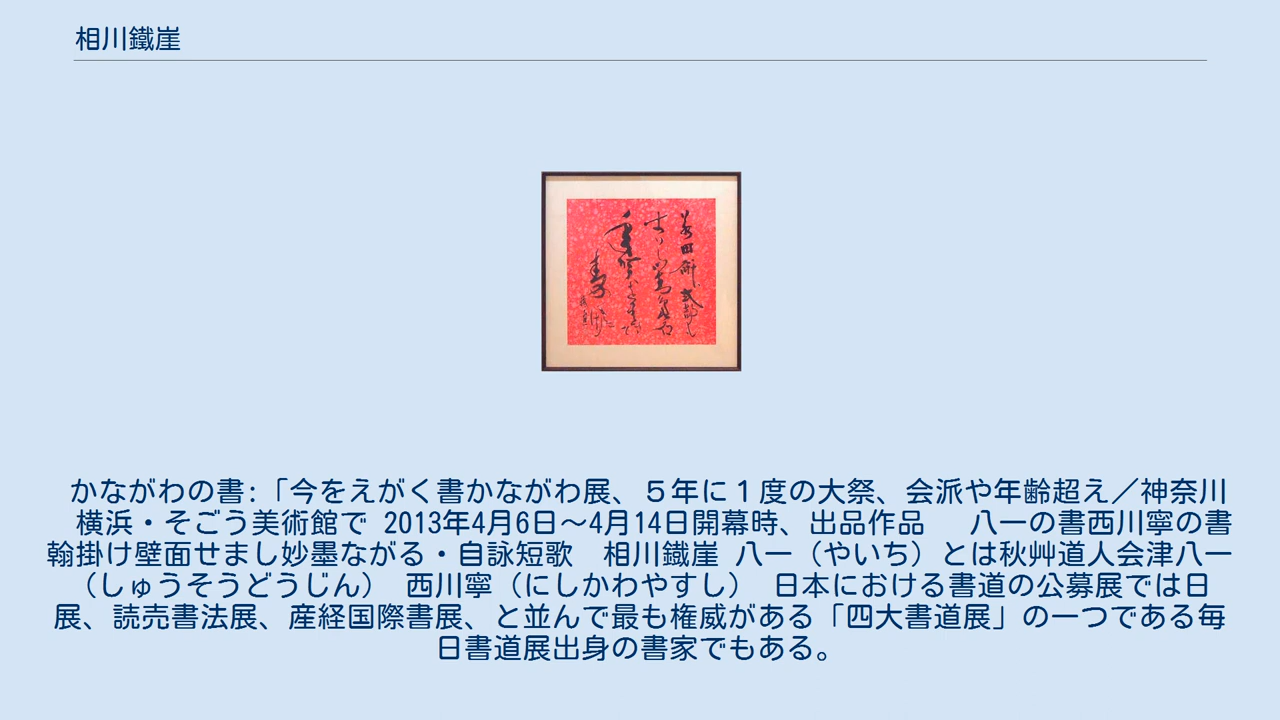 相川鐵崖
かながわの書:「今をえがく書かながわ展、５年に１度の大祭、会派や年齢超え／神奈川
横浜・そごう美術館で 2013年4月6日～4月14日開幕時、出品作品　 八一の書西川寧の書
翰掛け壁面せまし妙墨ながる・自詠短歌　相川鐵崖 八一（やいち）とは秋艸道人会津八一
（しゅうそうどうじん） 西川寧（にしかわやすし） 日本における書道の公募展では日
展、読売書法展、産経国際書展、と並んで最も権威がある「四大書道展」の一つである毎
日書道展出身の書家でもある。